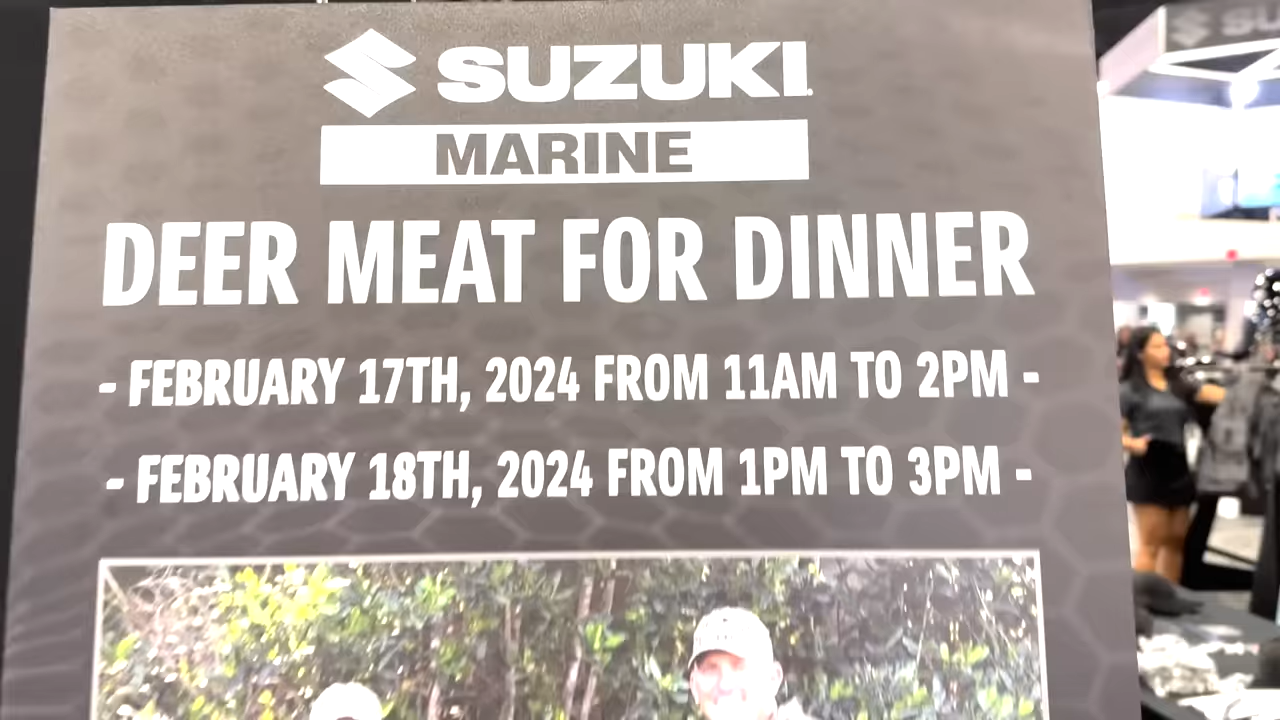 SUZUKI
MARINE
DEER MEAT FOR DINNER
- FEBRUARY 17TH, 2024 FROM 11AM TO 2PM -
- FEBRUARY 18TH, 2024 FROM 1PM TO 3PM -